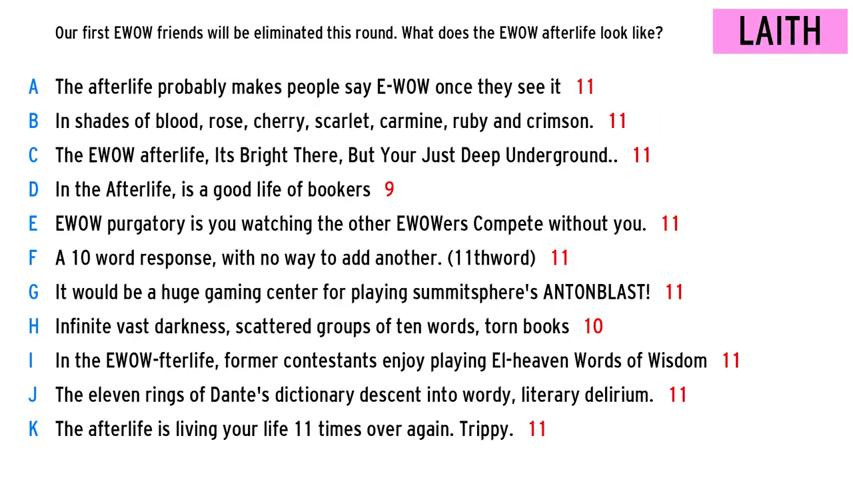 Our first EWOW friends will be eliminated this round. What does the EWOW afterlife look like?
LAITH
A The afterlife probably makes people say E-WOW once they see it 11
B In shades of blood, rose, cherry, scarlet, carmine, ruby and crimson. 11
C The EWOW afterlife, Its Bright There, But Your Just Deep Underground.. 11
D In the Afterlife, is a good life of bookers 9
E EWOW purgatory is you watching the other EWOWers Compete without you. 11
F A 10 word response, with no way to add another. (11thword) 11
G It would be a huge gaming center for playing summitsphere's ANTONBLAST! 11
H Infinite vast darkness, scattered groups of ten words, torn books 10
I In the EWOW-fterlife, former contestants enjoy playing El-heaven Words of Wisdom 11
J The eleven rings of Dante's dictionary descent into wordy, literary delirium. 11
K The afterlife is living your life 11 times over again. Trippy. 11